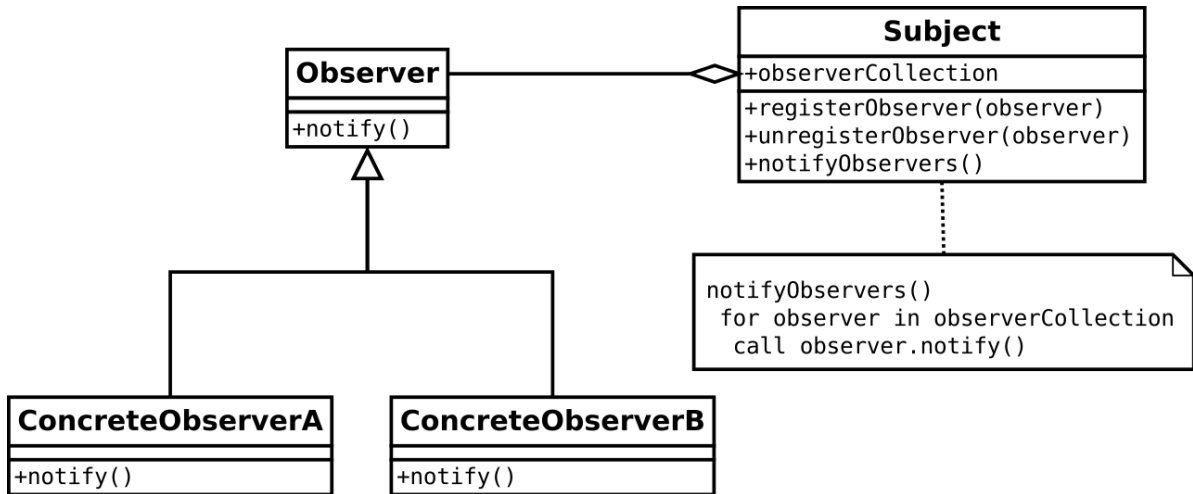 Observer
+notify()
Subject
+observerCollection
+registerObserver(observer)
+unregisterObserver(observer)
+notifyObservers()
notifyObservers()
for observer in observerCollection
call observer.notify()
ConcreteObserverA
+notify()
ConcreteObserverB
+notify()